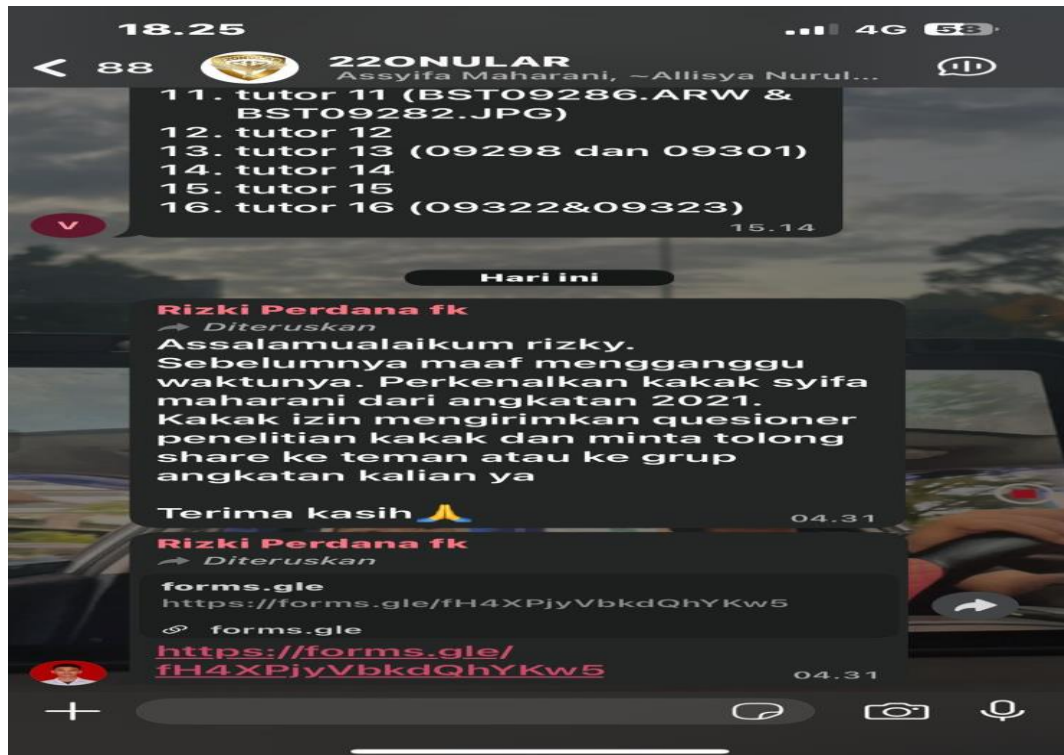 18.25
4G 58
88
220NULAR
Assyifa Maharani, ~Allisya Nurul...
11. tutor 11 (BST09286.ARW &
BST09282.JPG)
12. tutor 12
13. tutor 13 (09298 dan 09301)
14. tutor 14
15. tutor 15
16. tutor 16 (09322&09323)
V
15.14
Hari ini
Rizki Perdana fk
Diteruskan
Assalamualaikum rizky.
Sebelumnya maaf mengganggu
waktunya. Perkenalkan kakak syifa
maharani dari angkatan 2021.
Kakak izin mengirimkan quesioner
penelitian kakak dan minta tolong
share ke teman atau ke grup
angkatan kalian ya
Terima kasih🙏
04.31
Rizki Perdana fk
Diteruskan
forms.gle
https://forms.gle/fH4XPjyVbkdQhYKw5
forms.gle
https://forms.gle/
fH4XPjyVbkdQhYKw5
04.31